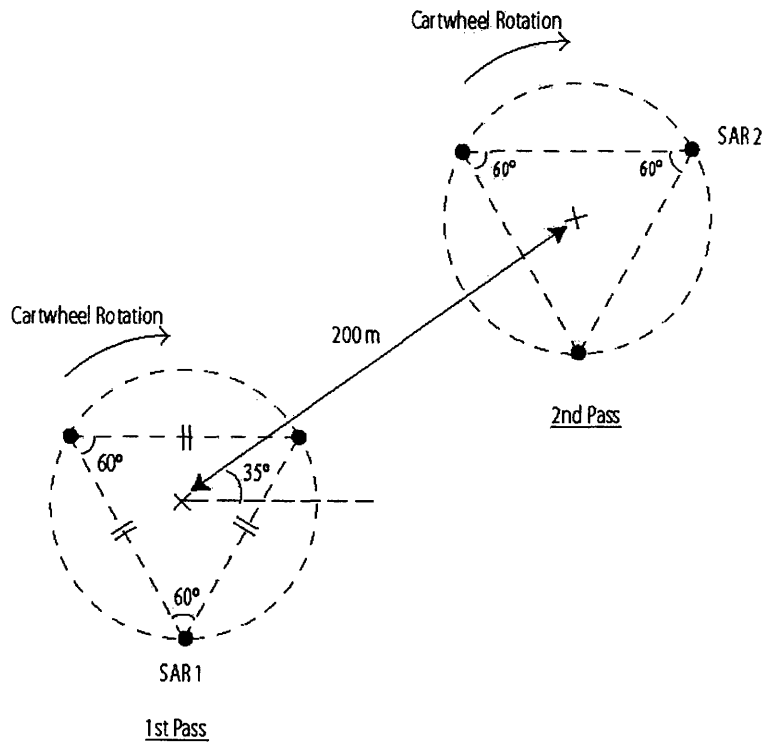 Cartwheel Rotation
SAR 2
60°
60°
Cartwheel Rotation
200 m
2nd Pass
60°
35°
60°
SAR 1
1st Pass